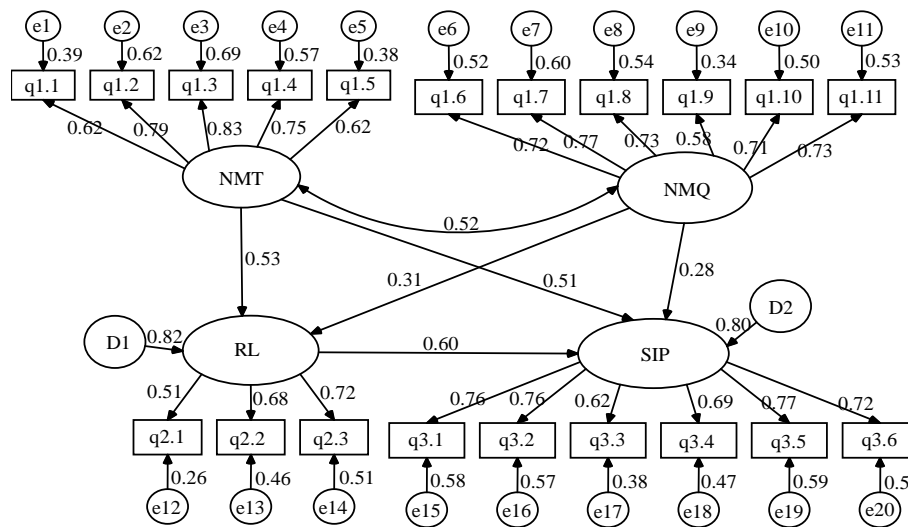 e1 e2 e3 e4 e5 e6 e7 e8 e9 e10 e11
0.39 0.62 0.69 0.57 0.38 0.52 0.60 0.54 0.34 0.50 0.53
q1.1 q1.2 q1.3 q1.4 q1.5 q1.6 q1.7 q1.8 q1.9 q1.10 q1.11
0.62 0.79 0.83 0.75 0.62 0.72 0.77 0.73 0.58 0.71 0.73
NMT NMQ
0.52
0.53 0.31 0.51 0.28
D1 0.82 RL 0.60 SIP 0.80 D2
0.51 0.68 0.72 0.76 0.76 0.62 0.69 0.77 0.72
q2.1 q2.2 q2.3 q3.1 q3.2 q3.3 q3.4 q3.5 q3.6
0.26 0.46 0.51 0.58 0.57 0.38 0.47 0.59 0.5
e12 e13 e14 e15 e16 e17 e18 e19 e20